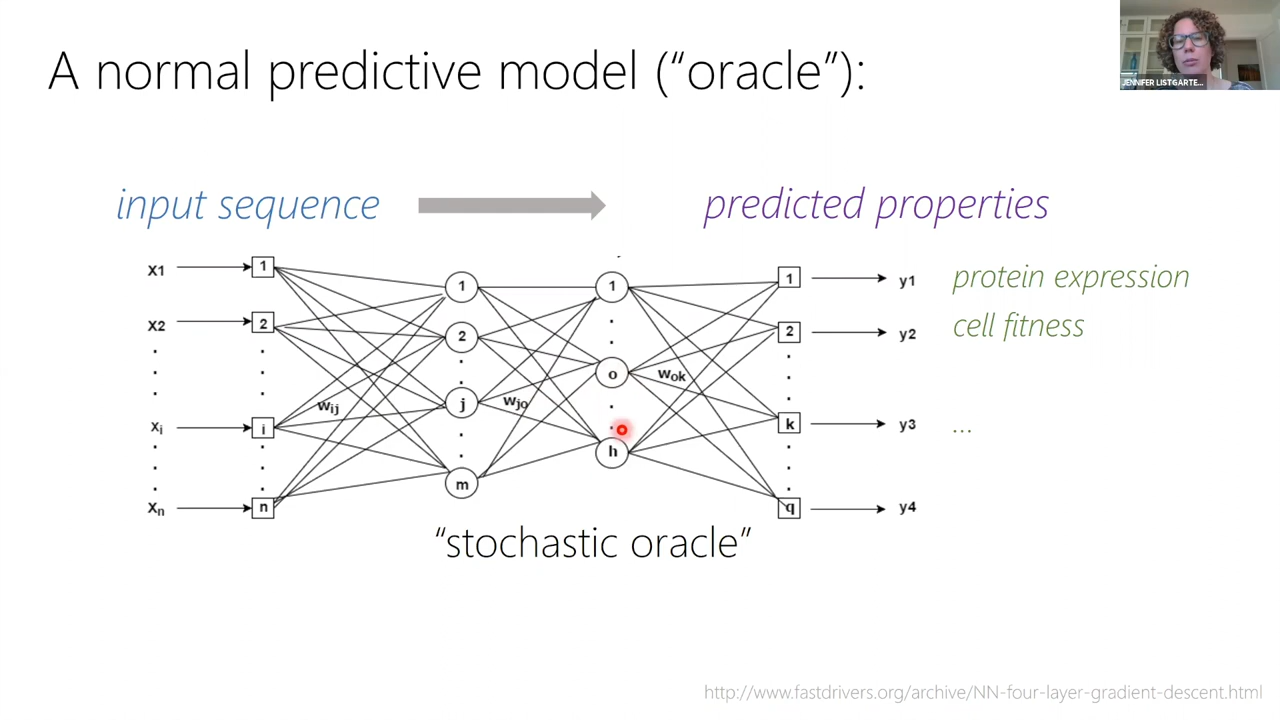 A normal predictive model (“oracle”):
JENNIFER LISTGARTE...
input sequence
predicted properties
x1
1
1
1
1
y1
protein expression
x2
2
2
2
y2
cell fitness
wij
j
wjo
o
wok
xi
i
h
k
y3
...
xn
n
m
q
y4
“stochastic oracle”
http://www.fastdrivers.org/archive/NN-four-layer-gradient-descent.html